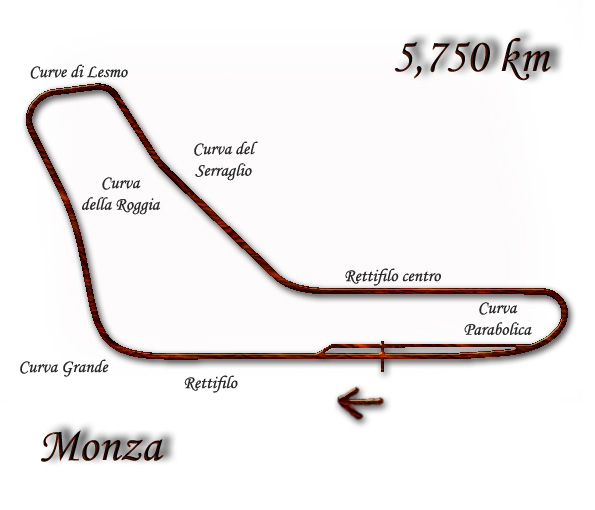 5,750 km
Curve di Lesmo
Curva del
Serraglio
Curva
della Roggia
Rettifilo centro
Curva
Parabolica
Curva Grande
Rettifilo
Monza